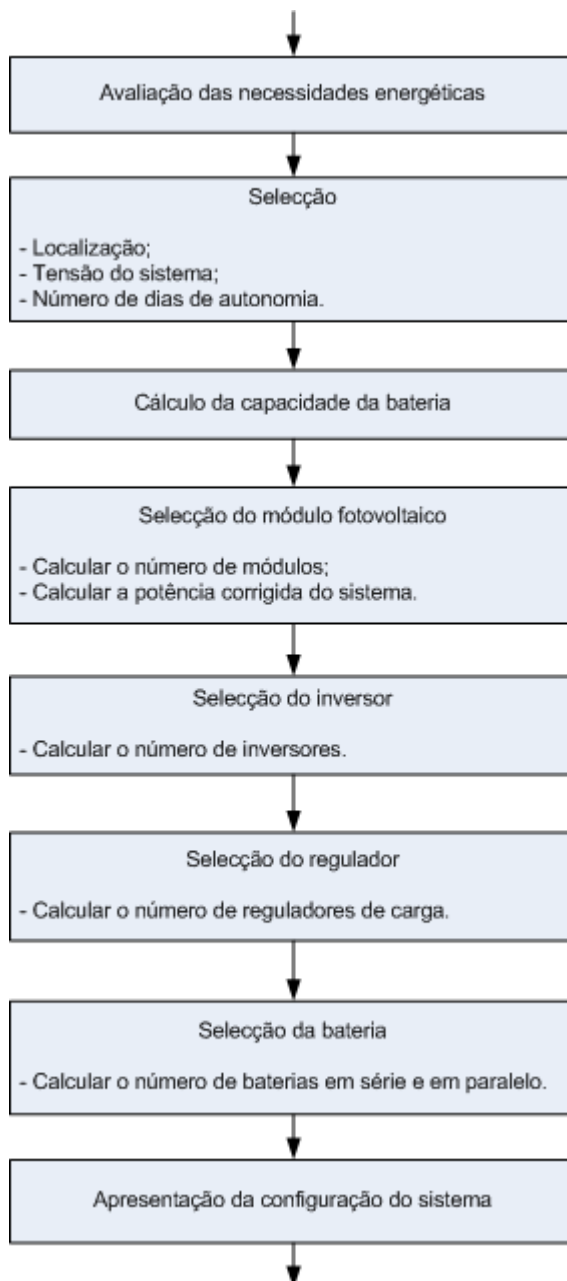 Avaliação das necessidades energéticas
Selecção
- Localização;
- Tensão do sistema;
- Número de dias de autonomia.
Cálculo da capacidade da bateria
Selecção do módulo fotovoltaico
- Calcular o número de módulos;
- Calcular a potência corrigida do sistema.
Selecção do inversor
- Calcular o número de inversores.
Selecção do regulador
- Calcular o número de reguladores de carga.
Selecção da bateria
- Calcular o número de baterias em série e em paralelo.
Apresentação da configuração do sistema